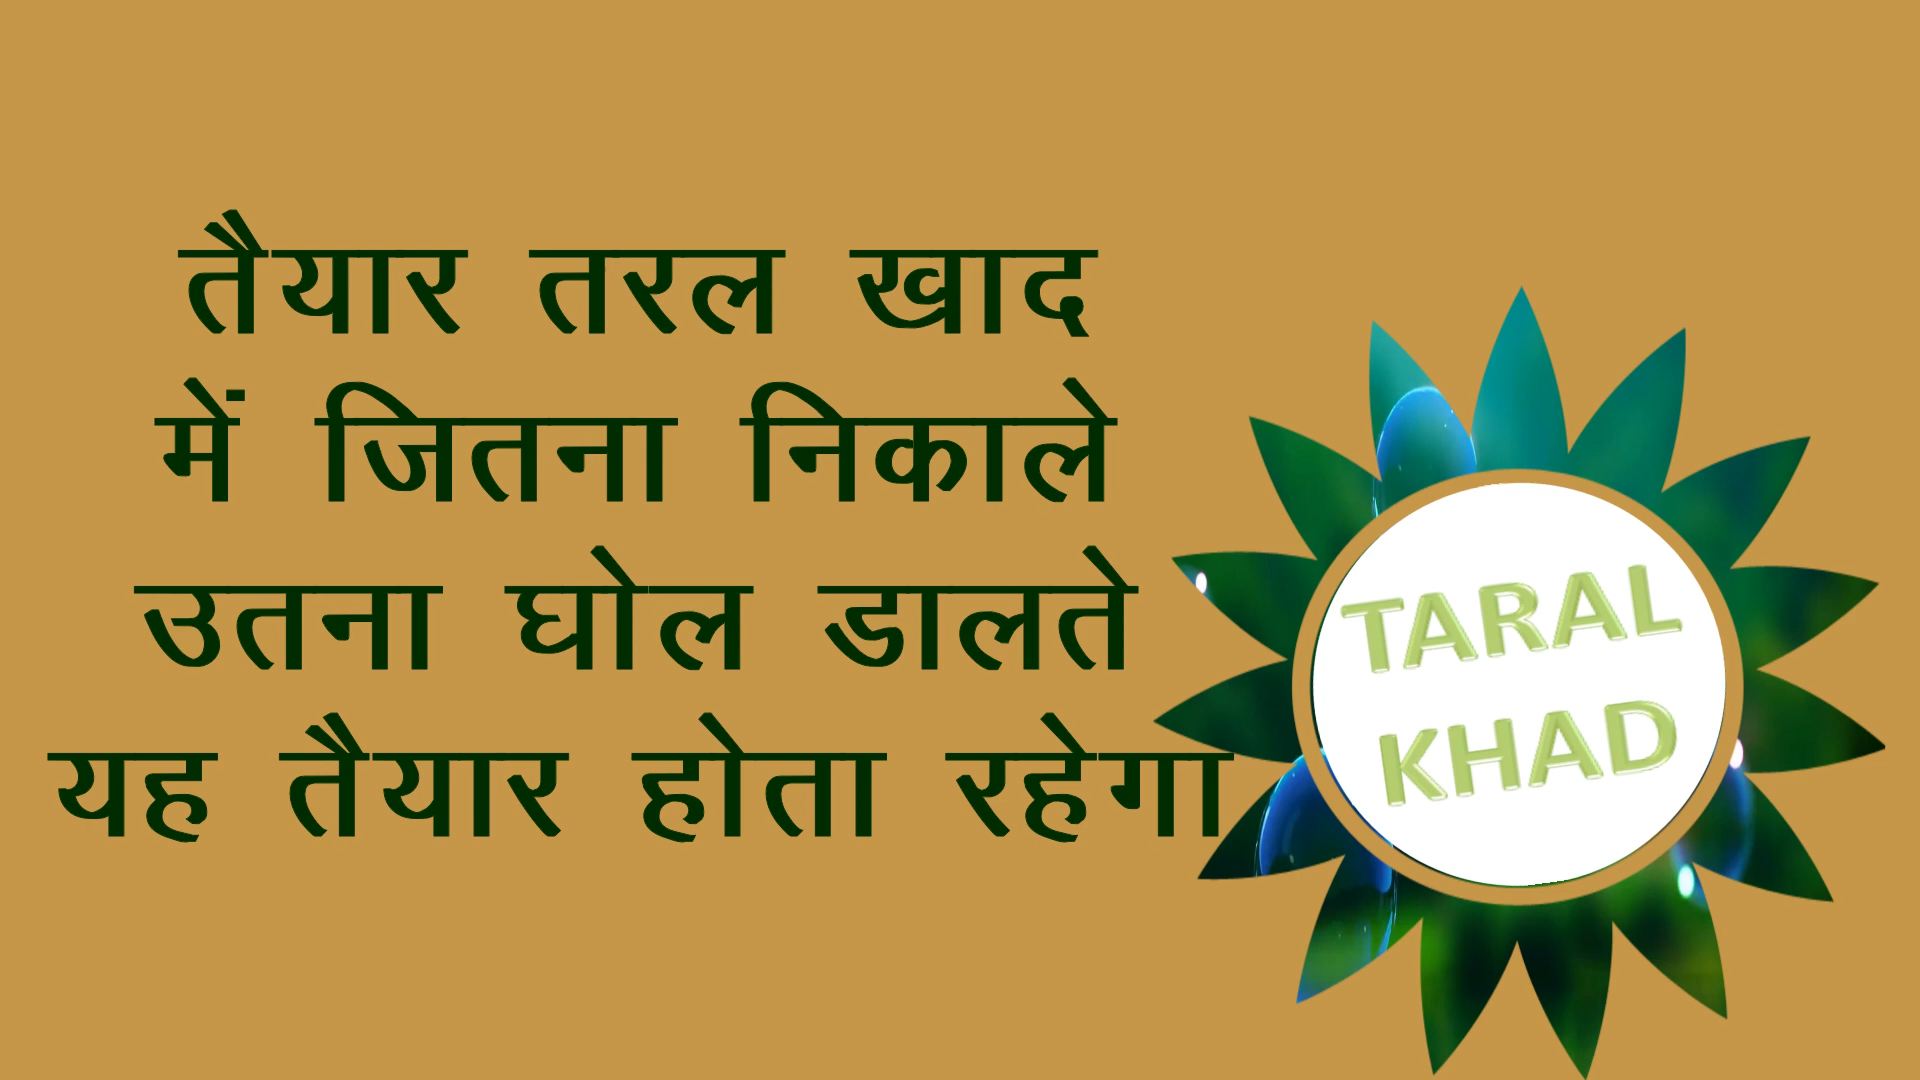 तैयार तरल खाद
में जितना निकाले
उतना घोल डालते
यह तैयार होता रहेगा
TARAL
KHAD